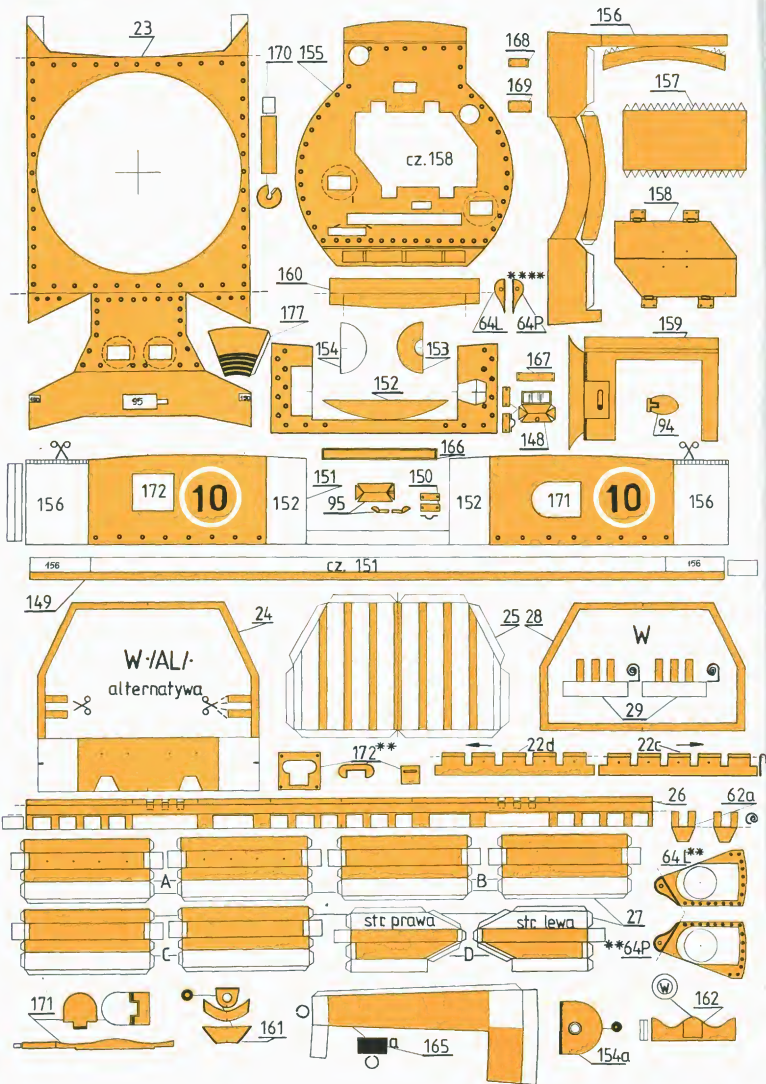 23
170
155
168
169
156
157
cz. 158
158
160
****
64L
64P
177
154
153
159
152
167
94
148
95
166
156
172
10
152
151
95
150
152
171
10
156
156
cz. 151
156
149
24
W·/AL/·
alternatywa
25
28
W
29
172**
22d
22c
26
62a
64L**
A
B
27
C
str prawa
D
str lewa
**64P
171
161
165
a
154a
W
162